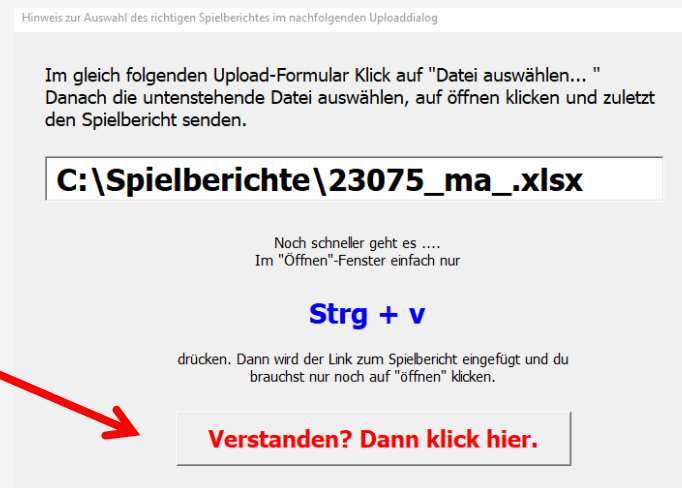 Hinweis zur Auswahl des richtigen Spielberichtes im nachfolgenden Uploaddialog
Im gleich folgenden Upload-Formular Klick auf "Datei auswählen... "
Danach die untenstehende Datei auswählen, auf öffnen klicken und zuletzt
den Spielbericht senden.
C:\Spielberichte\23075_ma_.xlsx
Noch schneller geht es ....
Im "Öffnen"-Fenster einfach nur
Strg + v
drücken. Dann wird der Link zum Spielbericht eingefügt und du
brauchst nur noch auf "öffnen" klicken.
Verstanden? Dann klick hier.